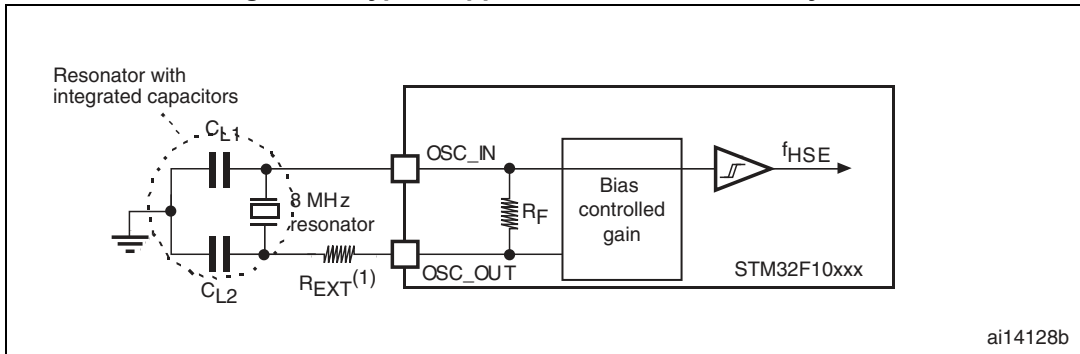 Resonator with
integrated capacitors
CL1
8 MHz
resonator
CL2
REXT(1)
OSC_IN
OSC_OUT
RF
Bias
controlled
gain
fHSE
STM32F10xxx
ai14128b